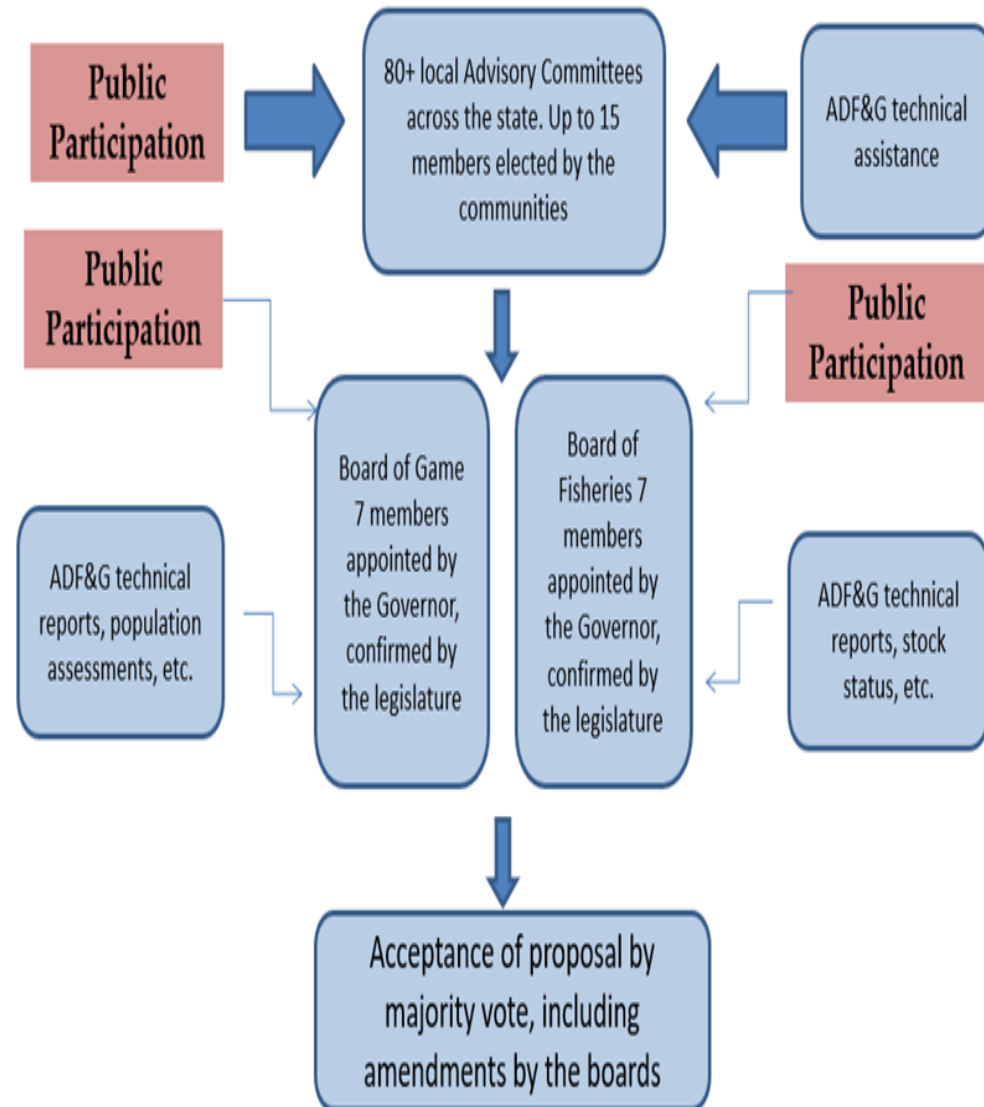 Public
Participation
80+ local Advisory Committees
across the state. Up to 15
members elected by the
communities
ADF&G technical
assistance
Public
Participation
Public
Participation
Board of Game
7 members
appointed by
the Governor,
confirmed by
the legislature
Board of
Fisheries 7
members
appointed by
the Governor,
confirmed by
the legislature
ADF&G technical
reports, population
assessments, etc.
ADF&G technical
reports, stock
status, etc.
Acceptance of proposal by
majority vote, including
amendments by the boards